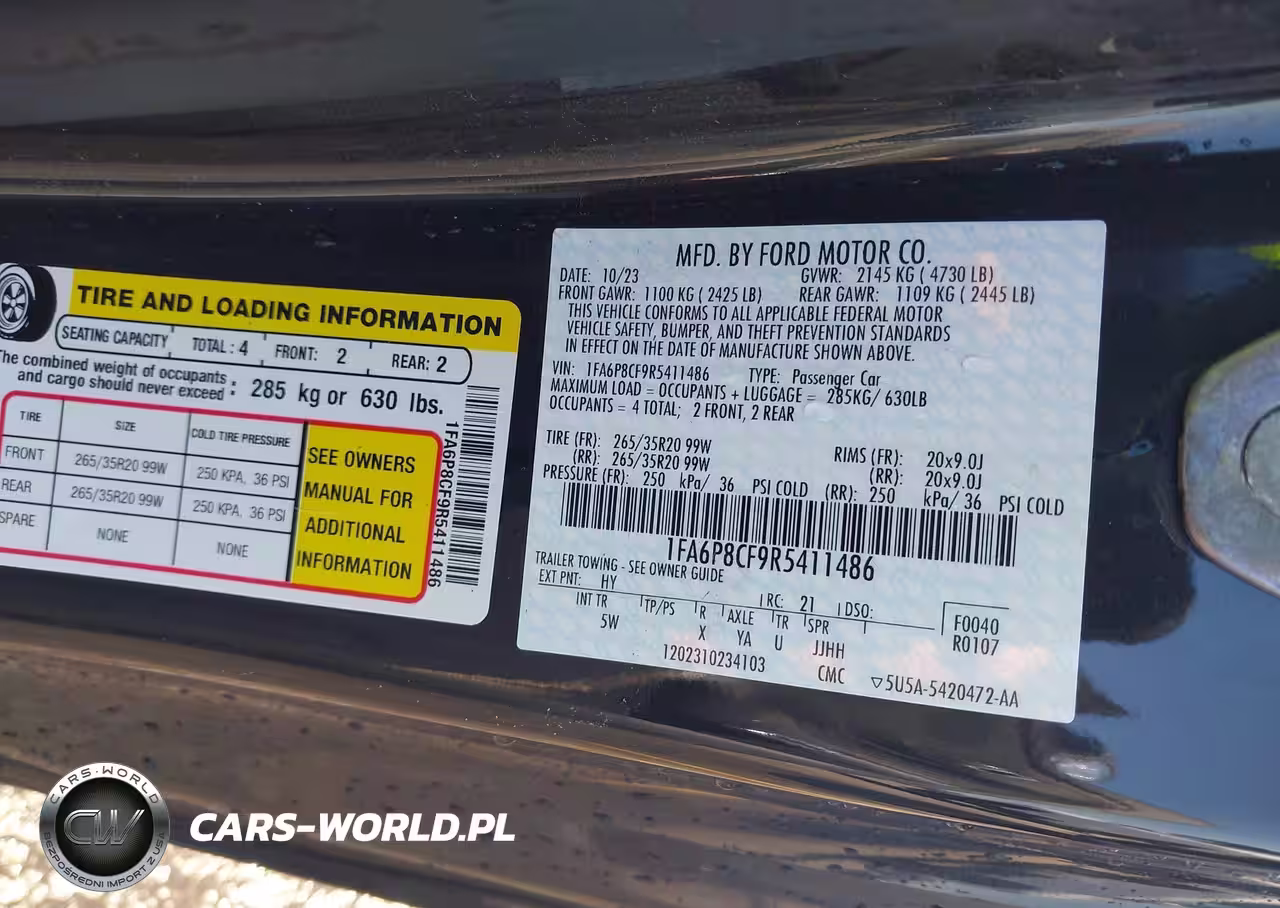 TIRE AND LOADING INFORMATION
SEATING CAPACITY TOTAL : 4 FRONT: 2 REAR: 2
The combined weight of occupants and cargo should never exceed : 285 kg or 630 lbs.
TIRE SIZE COLD TIRE PRESSURE
FRONT 265/35R20 99W 250 KPA, 36 PSI
REAR 265/35R20 99W 250 KPA, 36 PSI
SPARE NONE NONE
SEE OWNERS
MANUAL FOR
ADDITIONAL
INFORMATION
1FA6P8CF9R5411486
MFD. BY FORD MOTOR CO.
DATE: 10/23 GVWR: 2145 KG ( 4730 LB)
FRONT GAWR: 1100 KG ( 2425 LB) REAR GAWR: 1109 KG ( 2445 LB)
THIS VEHICLE CONFORMS TO ALL APPLICABLE FEDERAL MOTOR
VEHICLE SAFETY, BUMPER, AND THEFT PREVENTION STANDARDS
IN EFFECT ON THE DATE OF MANUFACTURE SHOWN ABOVE.
VIN: 1FA6P8CF9R5411486 TYPE: Passenger Car
MAXIMUM LOAD = OCCUPANTS + LUGGAGE = 285KG/ 630LB
OCCUPANTS = 4 TOTAL; 2 FRONT, 2 REAR
TIRE (FR): 265/35R20 99W RIMS (FR): 20x9.0J
(RR): 265/35R20 99W (RR): 20x9.0J
PRESSURE (FR): 250 kPa/ 36 PSI COLD (RR): 250 kPa/ 36 PSI COLD
1FA6P8CF9R5411486
TRAILER TOWING - SEE OWNER GUIDE
EXT PNT: HY RC: 21 DSO:
INT TR TP/PS R AXLE TR SPR
5W X YA U JJHH
F0040
R0107
1202310234103 CMC ▽5U5A-5420472-AA
CARS-WORLD
CW
BEZPOŚREDNI IMPORT Z USA
CARS-WORLD.PL